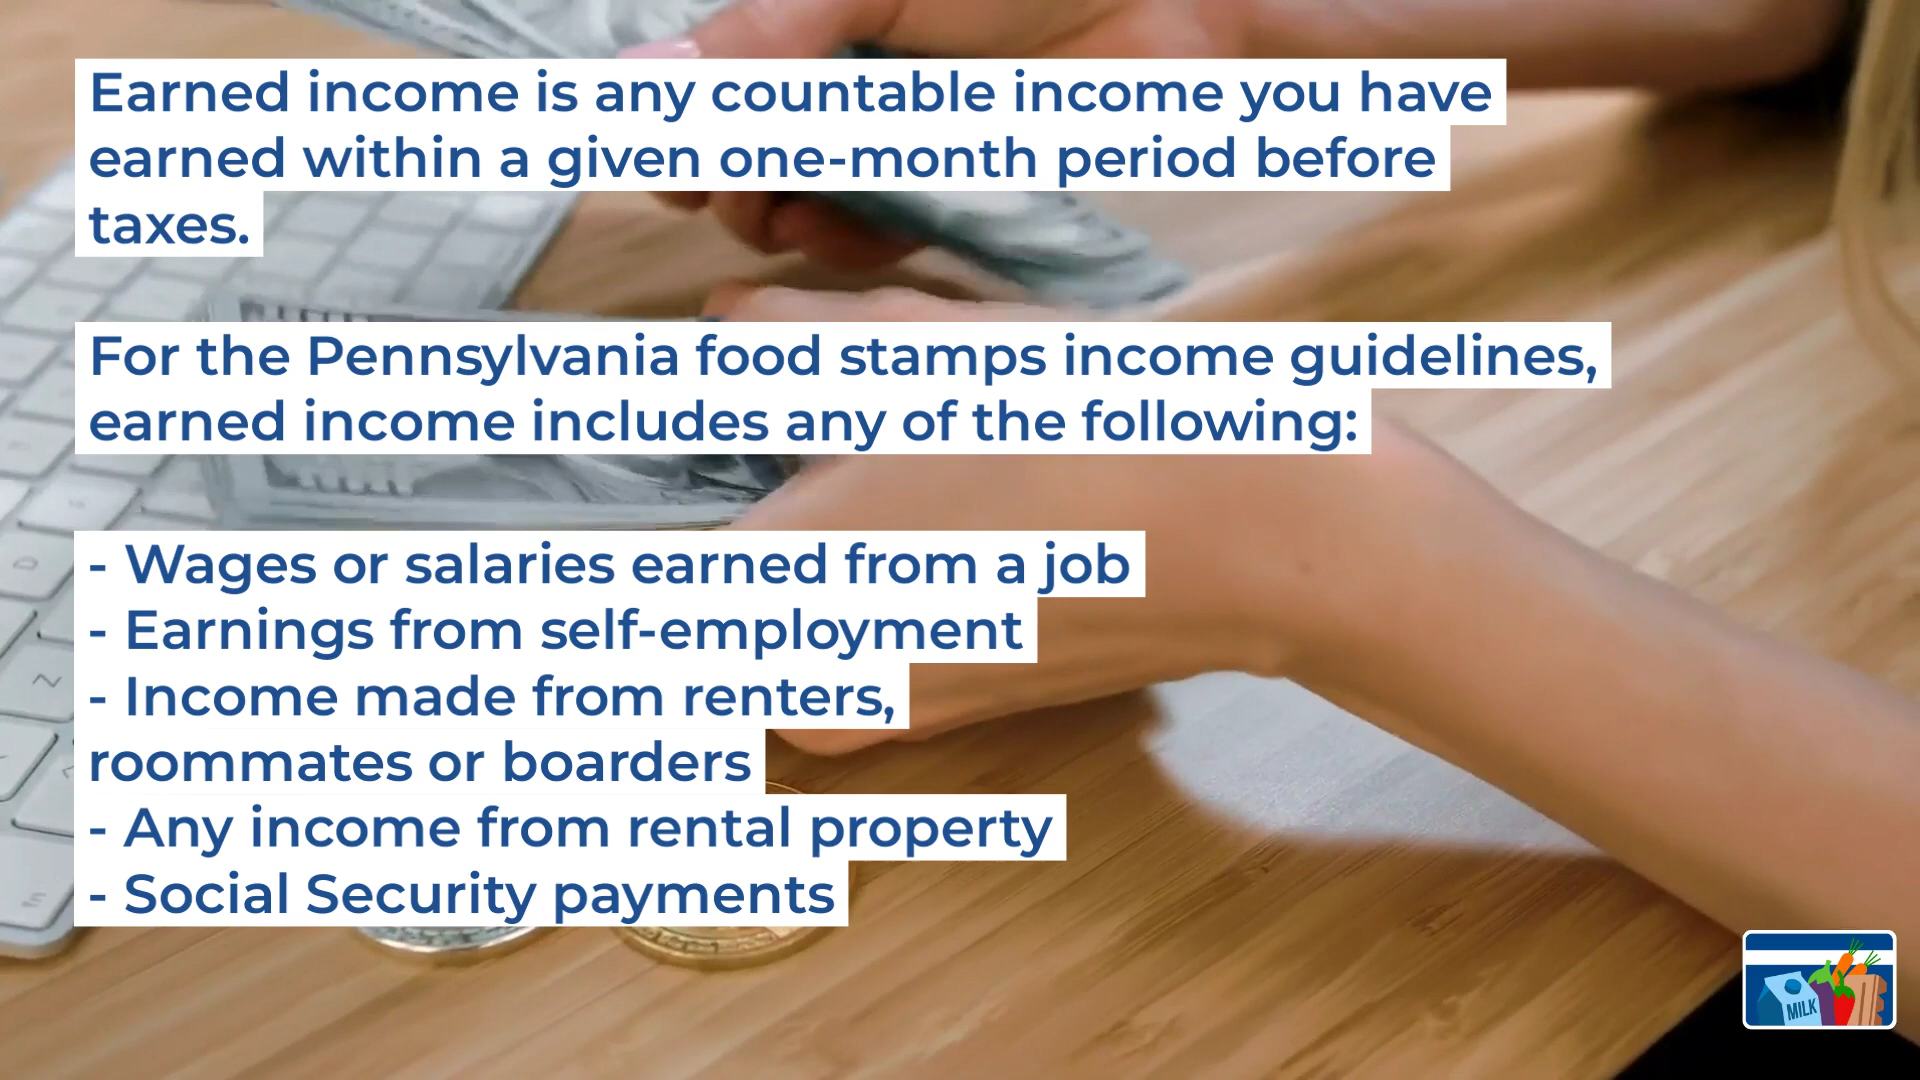 Earned income is any countable income you have
earned within a given one-month period before
taxes.
For the Pennsylvania food stamps income guidelines,
earned income includes any of the following:
- Wages or salaries earned from a job
- Earnings from self-employment
- Income made from renters,
roommates or boarders
- Any income from rental property
- Social Security payments
MILK